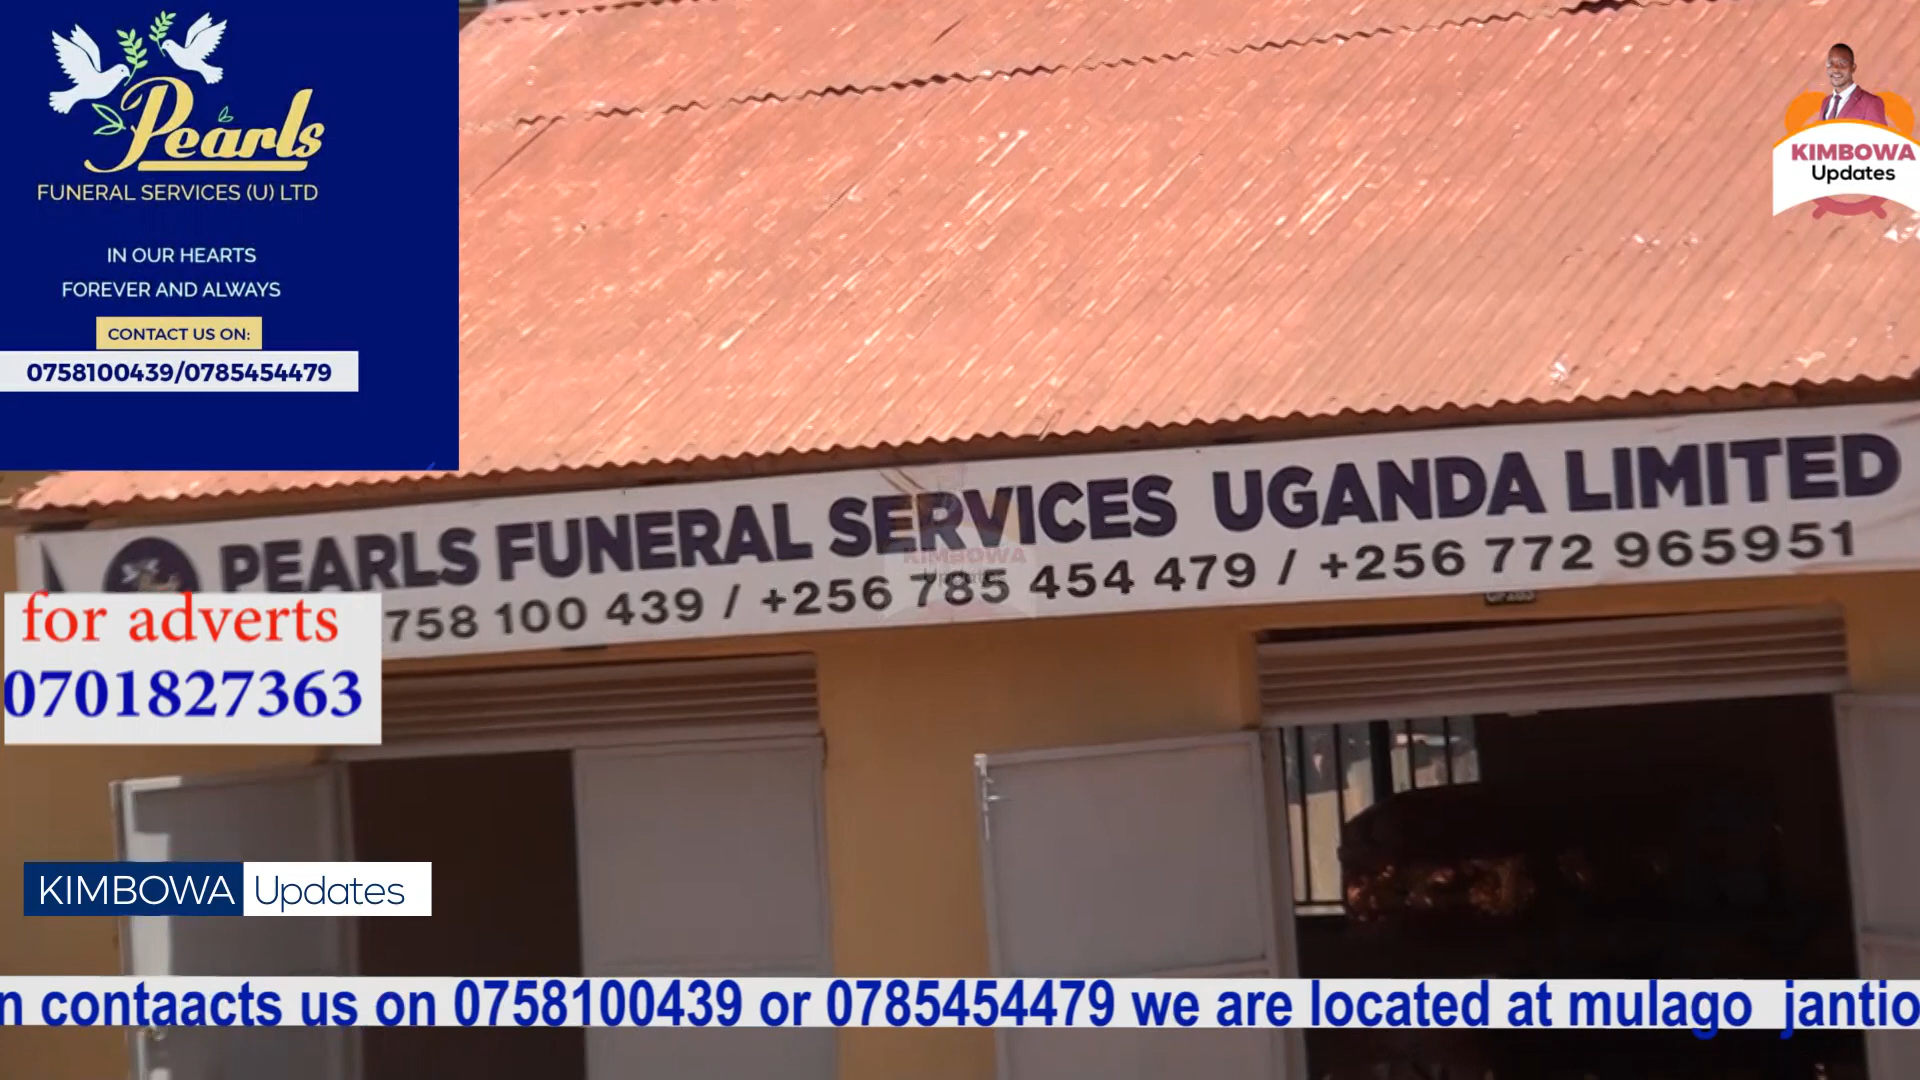 Pearls
FUNERAL SERVICES (U) LTD
IN OUR HEARTS
FOREVER AND ALWAYS
CONTACT US ON:
0758100439/0785454479
KIMBOWA
Updates
PEARLS FUNERAL SERVICES UGANDA LIMITED
758 100 439 / +256 785 454 479 / +256 772 965951
KIMBOWA
Updates
for adverts
0701827363
KIMBOWA Updates
n contaacts us on 0758100439 or 0785454479 we are located at mulago jantio